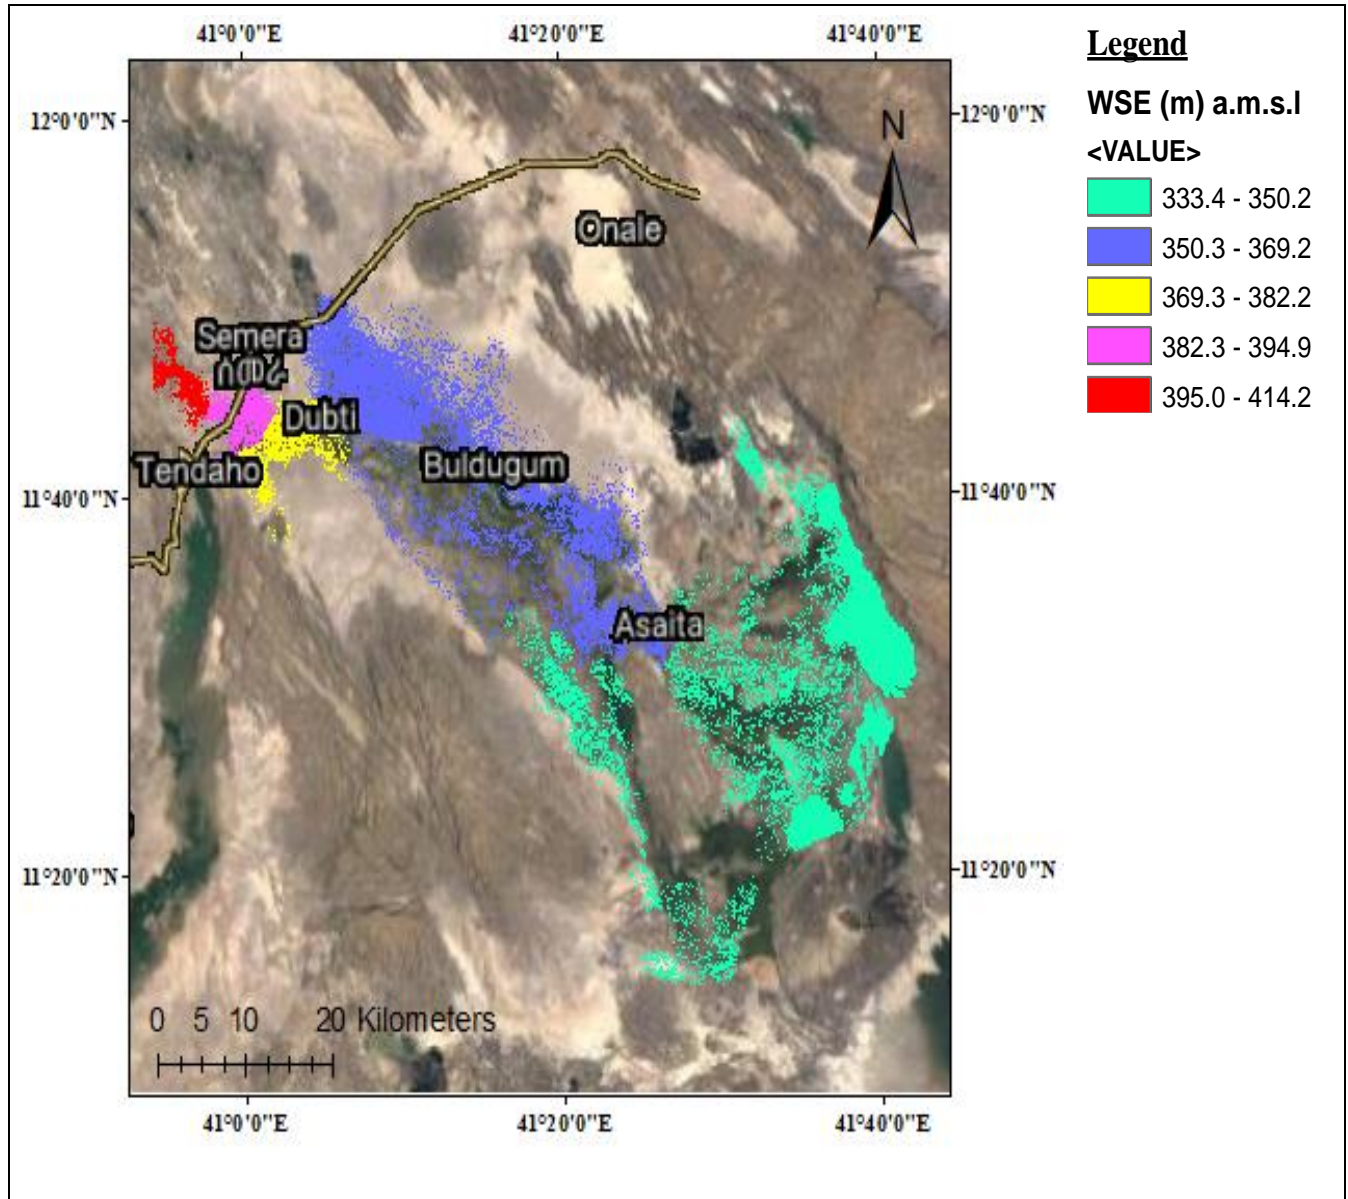 41°0'0"E 41°20'0"E 41°40'0"E
Legend
WSE (m) a.m.s.l
<VALUE>
333.4 - 350.2
350.3 - 369.2
369.3 - 382.2
382.3 - 394.9
395.0 - 414.2
12°0'0"N 12°0'0"N
N
Onale
Semera
ሰመራ
Dubti
Tendaho
Buldugum
11°40'0"N 11°40'0"N
Asaita
11°20'0"N 11°20'0"N
0 5 10 20 Kilometers
41°0'0"E 41°20'0"E 41°40'0"E